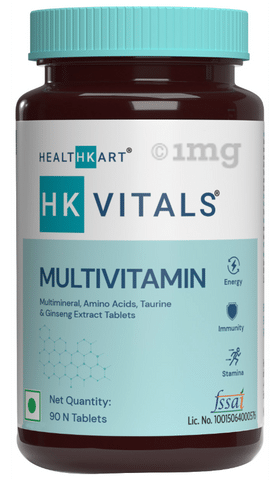 HEALTHKART®
©1mg
HK VITALS®
MULTIVITAMIN
Multimineral, Amino Acids, Taurine
& Ginseng Extract Tablets
Energy
Immunity
Stamina
Net Quantity:
90 N Tablets
fssai
Lic. No. 10015064000576